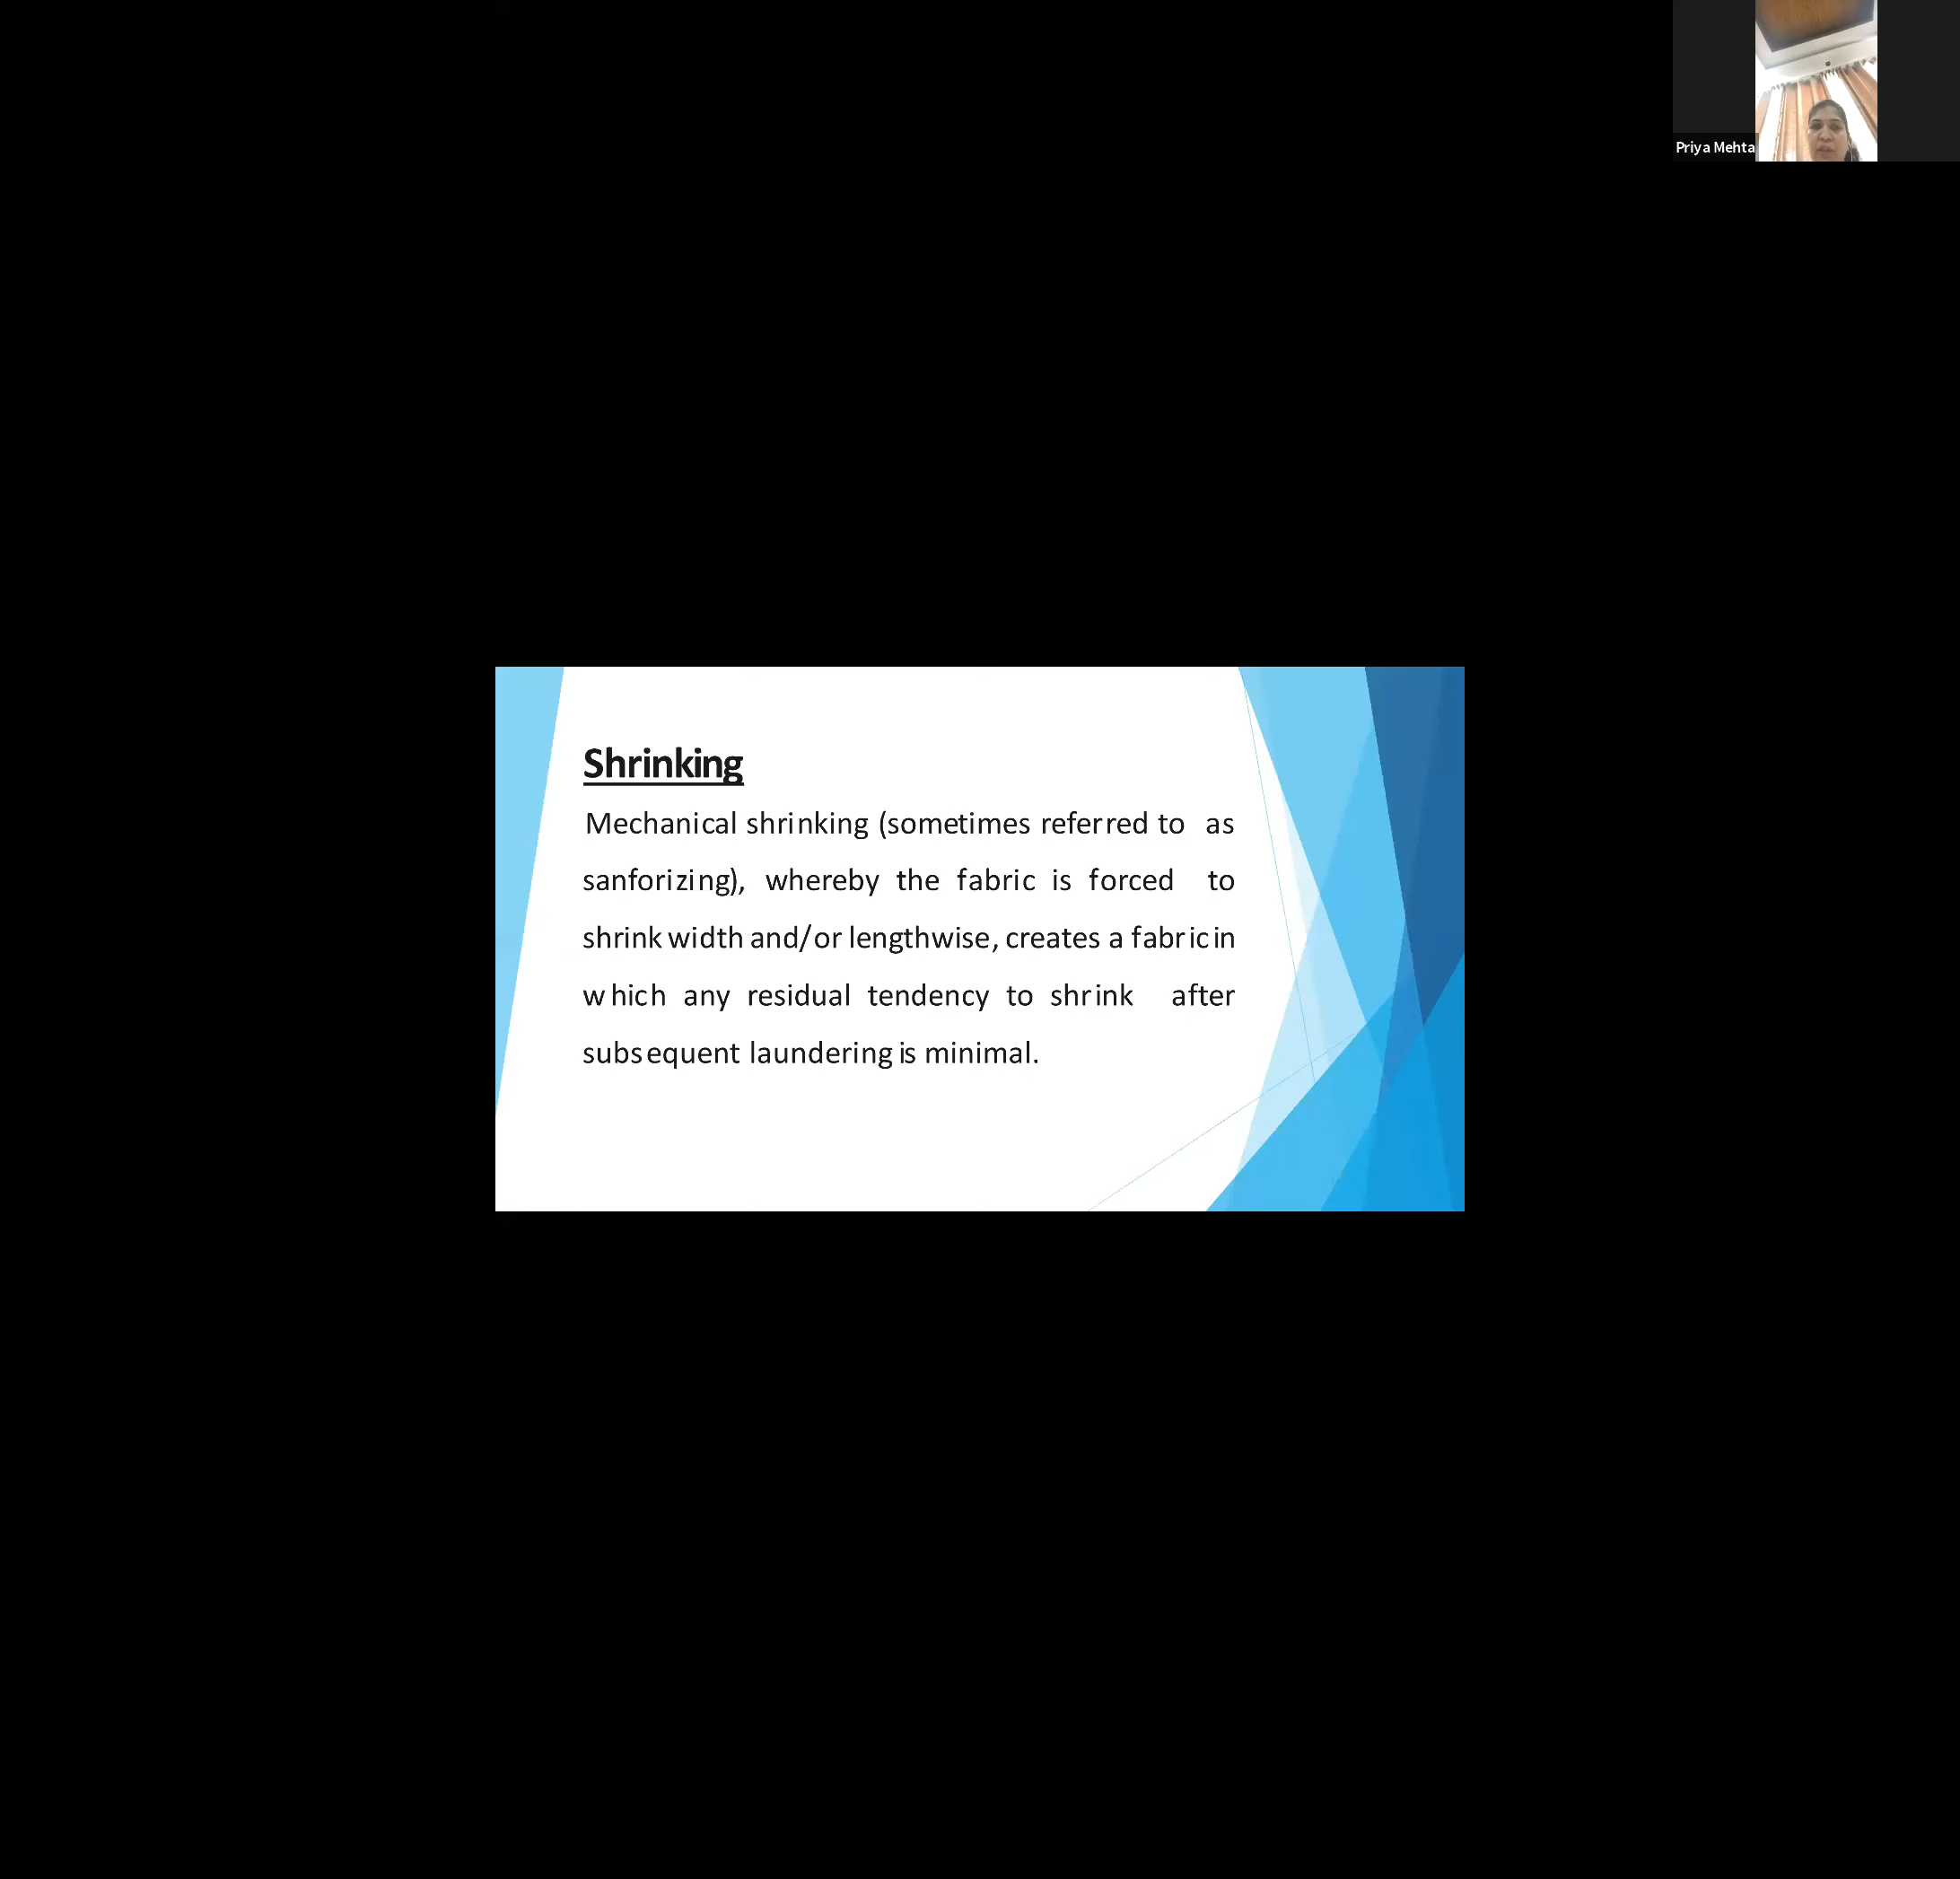 Priya Mehta
Shrinking
Mechanical shrinking (sometimes referred to as
sanforizing), whereby the fabric is forced to
shrink width and/or lengthwise, creates a fabric in
which any residual tendency to shrink after
subsequent laundering is minimal.